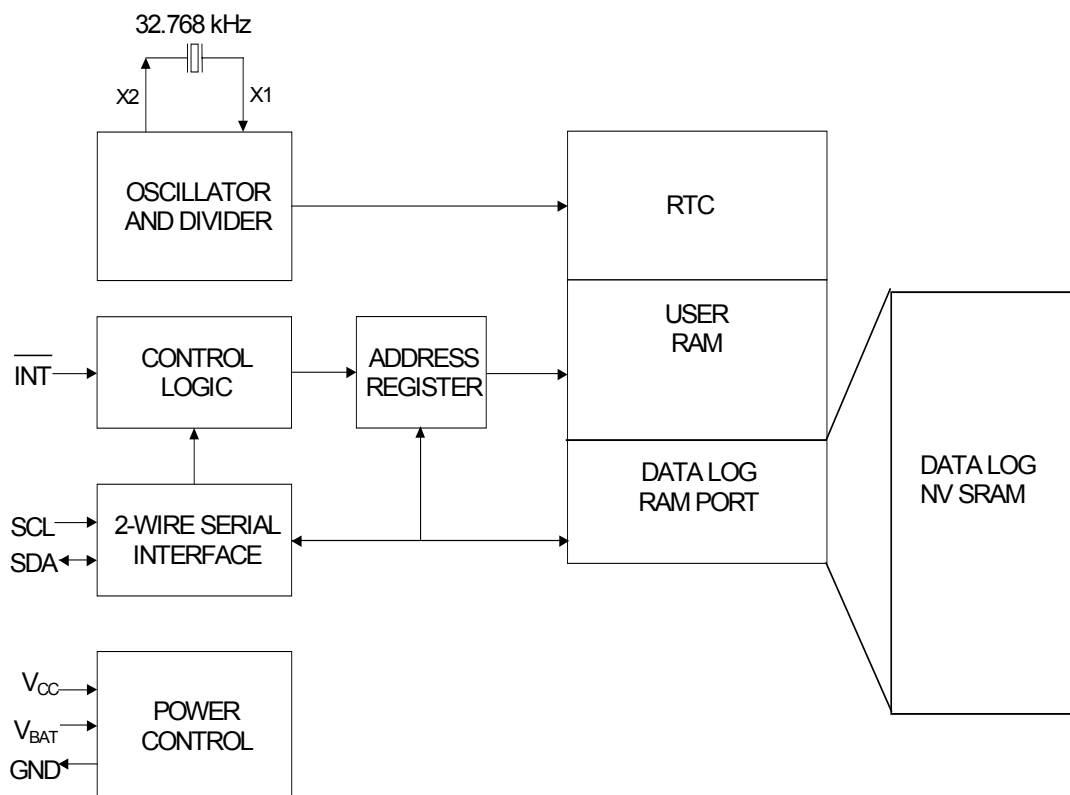 32.768 kHz
X2
X1
OSCILLATOR
AND DIVIDER
RTC
USER
RAM
INT
CONTROL
LOGIC
ADDRESS
REGISTER
DATA LOG
RAM PORT
DATA LOG
NV SRAM
SCL
SDA
2-WIRE SERIAL
INTERFACE
VCC
VBAT
GND
POWER
CONTROL